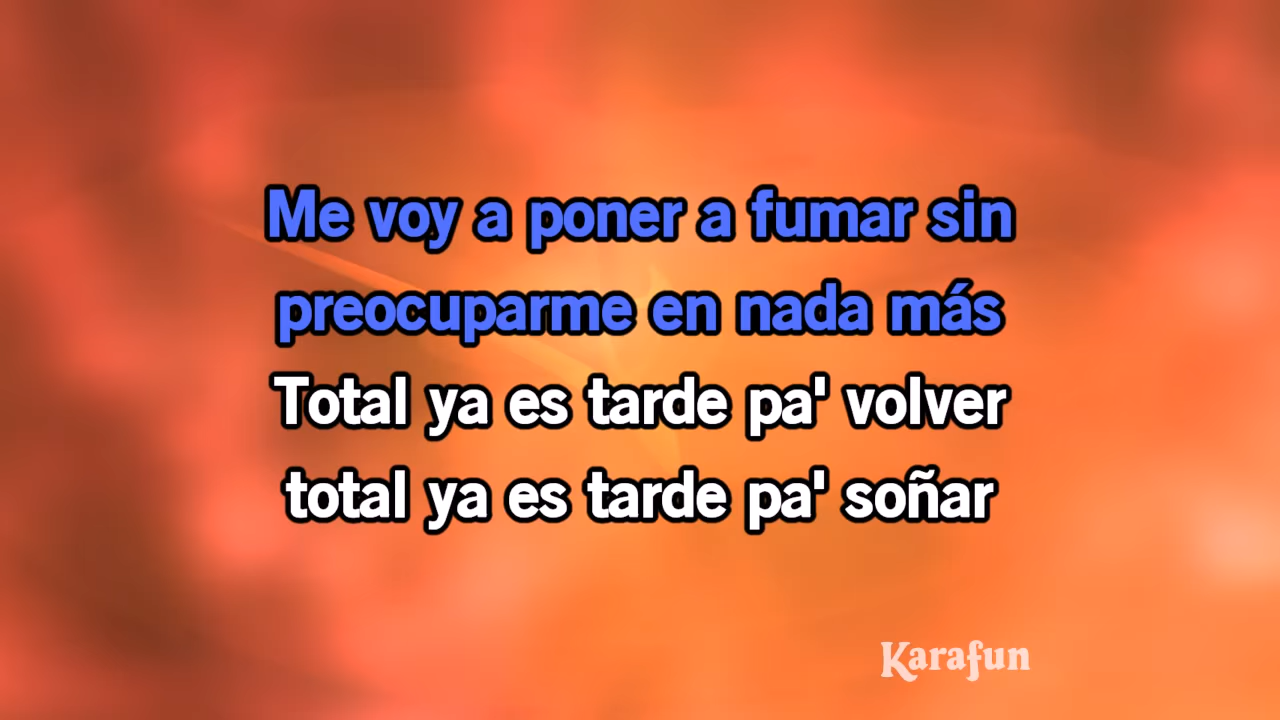 Me voy a poner a fumar sin
preocuparme en nada más
Total ya es tarde pa' volver
total ya es tarde pa' soñar
Karafun